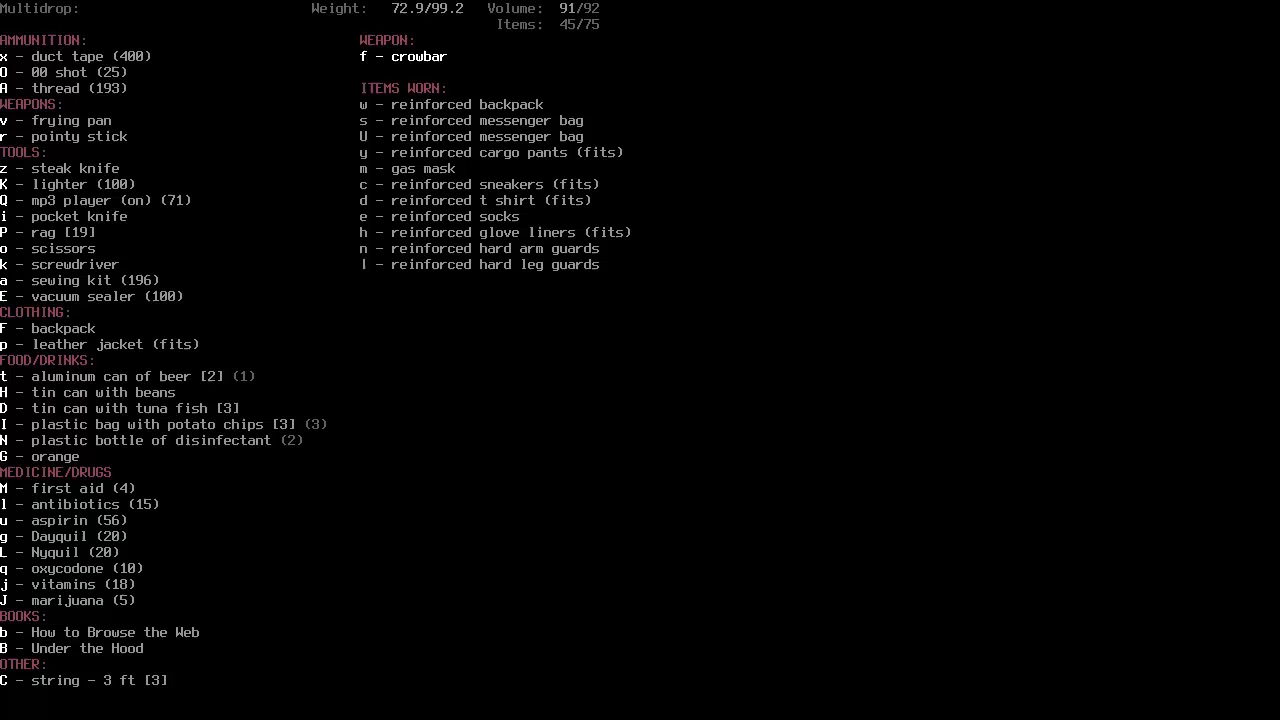 Multidrop: Weight: 72.9/99.2 Volume: 91/92
Items: 45/75
AMMUNITION: WEAPON:
x - duct tape (400) f - crowbar
O - 00 shot (25)
A - thread (193) ITEMS WORN:
WEAPONS: w - reinforced backpack
v - frying pan s - reinforced messenger bag
r - pointy stick U - reinforced messenger bag
TOOLS: y - reinforced cargo pants (fits)
z - steak knife m - gas mask
K - lighter (100) c - reinforced sneakers (fits)
Q - mp3 player (on) (71) d - reinforced t shirt (fits)
i - pocket knife e - reinforced socks
P - rag [19] h - reinforced glove liners (fits)
o - scissors n - reinforced hard arm guards
k - screwdriver l - reinforced hard leg guards
a - sewing kit (196)
E - vacuum sealer (100)
CLOTHING:
F - backpack
p - leather jacket (fits)
FOOD/DRINKS:
t - aluminum can of beer [2] (1)
H - tin can with beans
D - tin can with tuna fish [3]
I - plastic bag with potato chips [3] (3)
N - plastic bottle of disinfectant (2)
G - orange
MEDICINE/DRUGS
M - first aid (4)
l - antibiotics (15)
u - aspirin (56)
g - Dayquil (20)
L - Nyquil (20)
q - oxycodone (10)
j - vitamins (18)
J - marijuana (5)
BOOKS:
b - How to Browse the Web
B - Under the Hood
OTHER:
C - string - 3 ft [3]